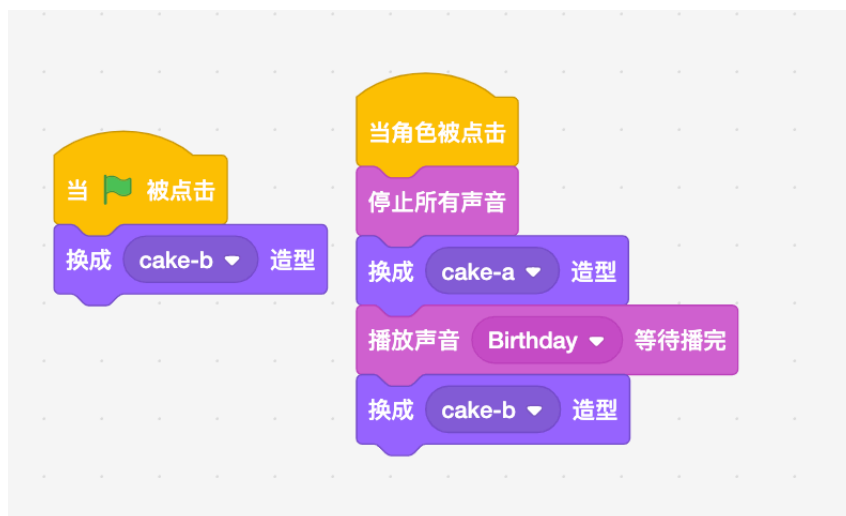 当 被点击
换成 cake-b 造型
当角色被点击
停止所有声音
换成 cake-a 造型
播放声音 Birthday 等待播完
换成 cake-b 造型